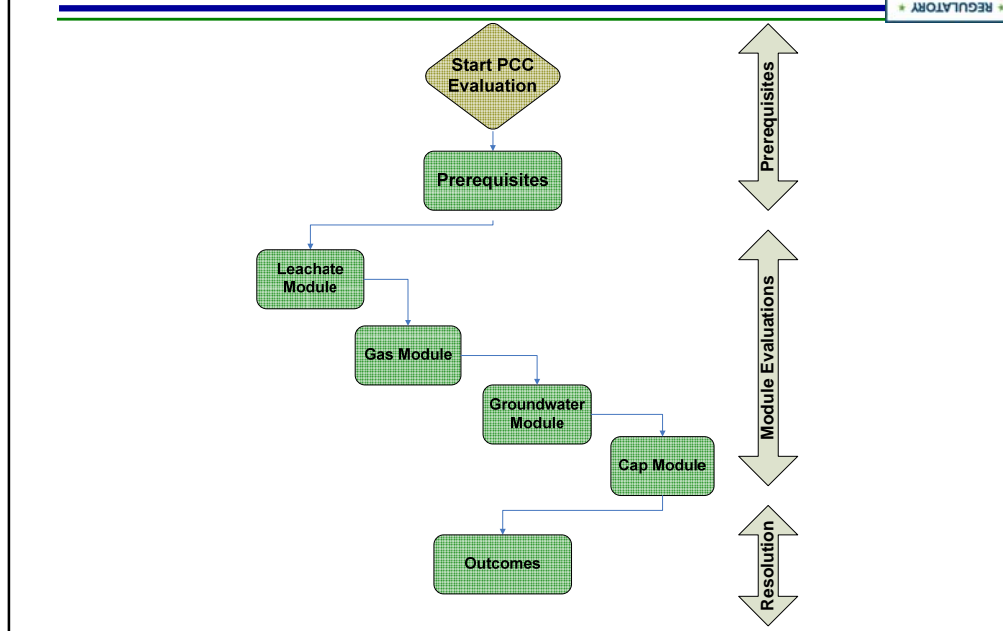 REGULATORY
Start PCC
Evaluation
Prerequisites
Prerequisites
Leachate
Module
Gas Module
Groundwater
Module
Cap Module
Module Evaluations
Outcomes
Resolution